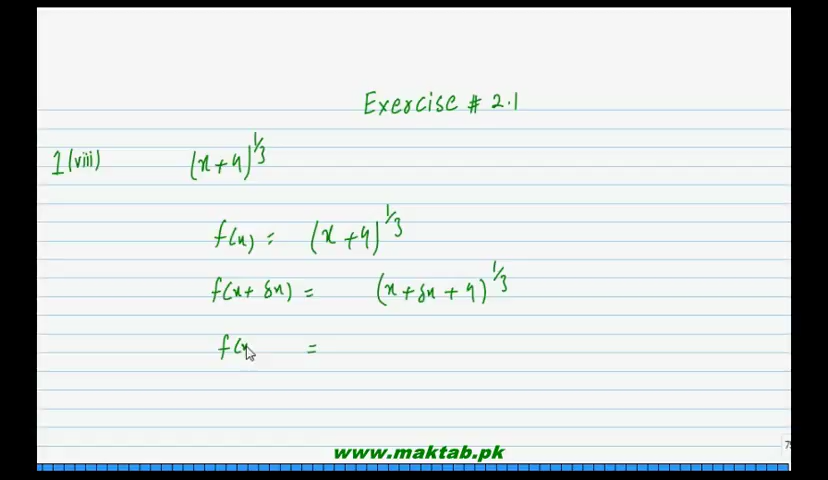 Exercise # 2.1
1(viii) (x+4)^1/3
f(x) = (x+4)^1/3
f(x+δx) = (x+δx+4)^1/3
f(x =
www.maktab.pk